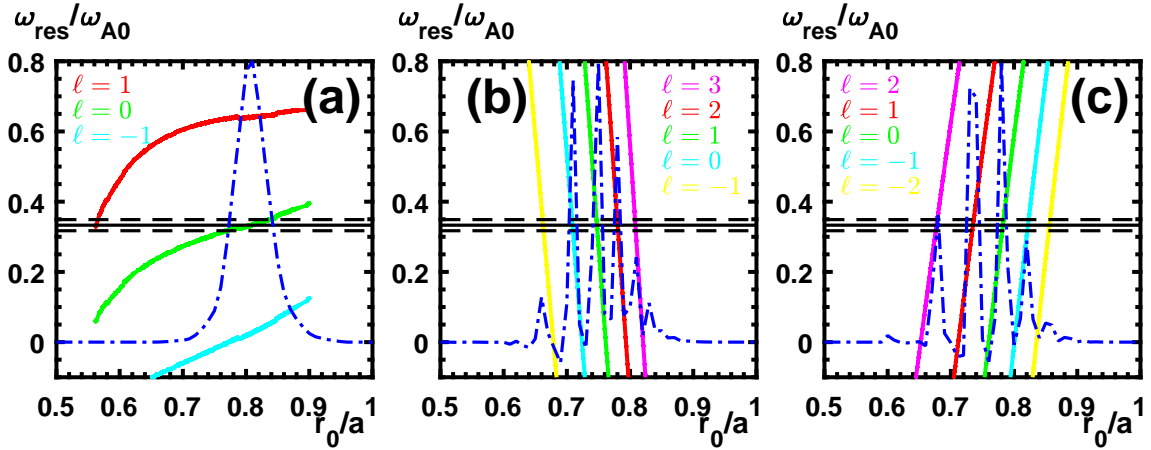 ω_res/ω_A0
0.8
0.6
0.4
0.2
0
ℓ = 1
ℓ = 0
ℓ = −1
(a)
0.5 0.6 0.7 0.8 0.9 1
r_0/a
ω_res/ω_A0
0.8
0.6
0.4
0.2
0
(b)
ℓ = 3
ℓ = 2
ℓ = 1
ℓ = 0
ℓ = −1
0.5 0.6 0.7 0.8 0.9 1
r_0/a
ω_res/ω_A0
0.8
0.6
0.4
0.2
0
ℓ = 2
ℓ = 1
ℓ = 0
ℓ = −1
ℓ = −2
(c)
0.5 0.6 0.7 0.8 0.9 1
r_0/a